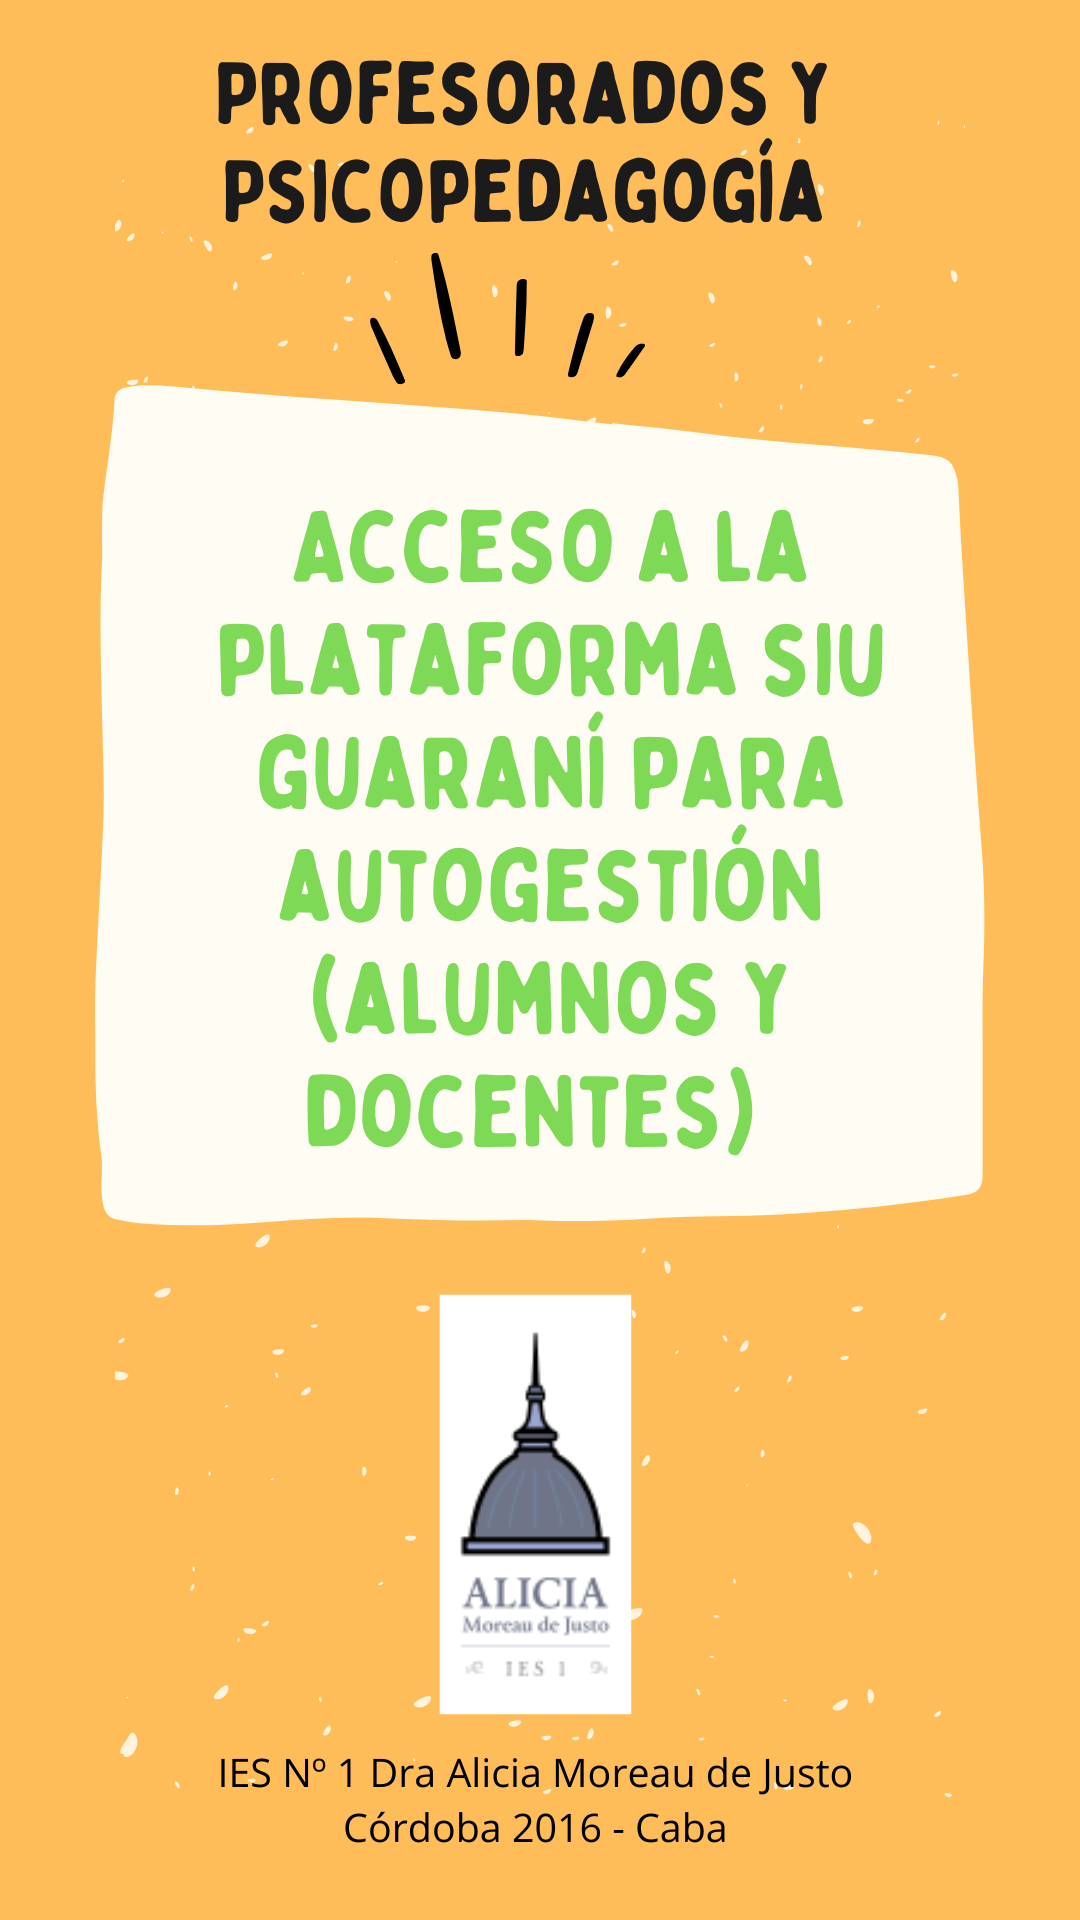 PROFESORADOS Y
PSICOPEDAGOGÍA
ACCESO A LA
PLATAFORMA SIU
GUARANÍ PARA
AUTOGESTIÓN
(ALUMNOS Y
DOCENTES)
ALICIA
Moreau de Justo
IES 1
IES Nº 1 Dra Alicia Moreau de Justo
Córdoba 2016 - Caba